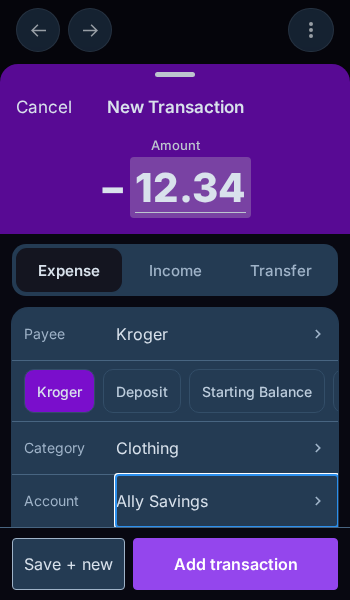 Cancel New Transaction
Amount
– 12.34
Expense Income Transfer
Payee Kroger
Kroger Deposit Starting Balance
Category Clothing
Account Ally Savings
Save + new Add transaction